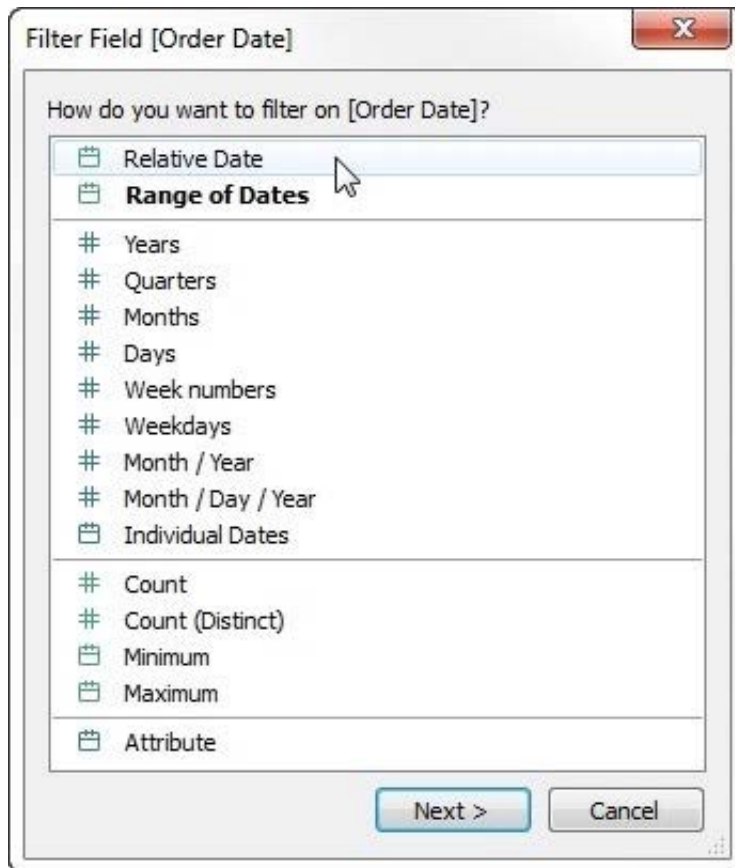 Filter Field [Order Date]
How do you want to filter on [Order Date]?
Relative Date
Range of Dates
Years
Quarters
Months
Days
Week numbers
Weekdays
Month / Year
Month / Day / Year
Individual Dates
Count
Count (Distinct)
Minimum
Maximum
Attribute
Next > Cancel